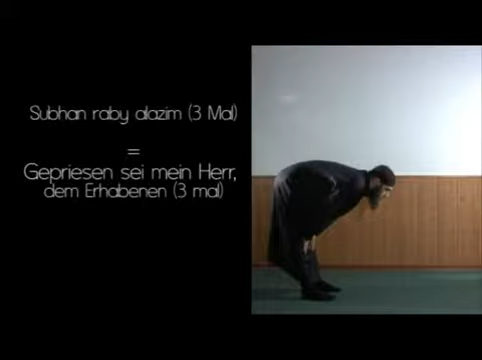 Subhan raby alazim (3 Mal)
=
Gepriesen sei mein Herr,
dem Erhabenen (3 mal)